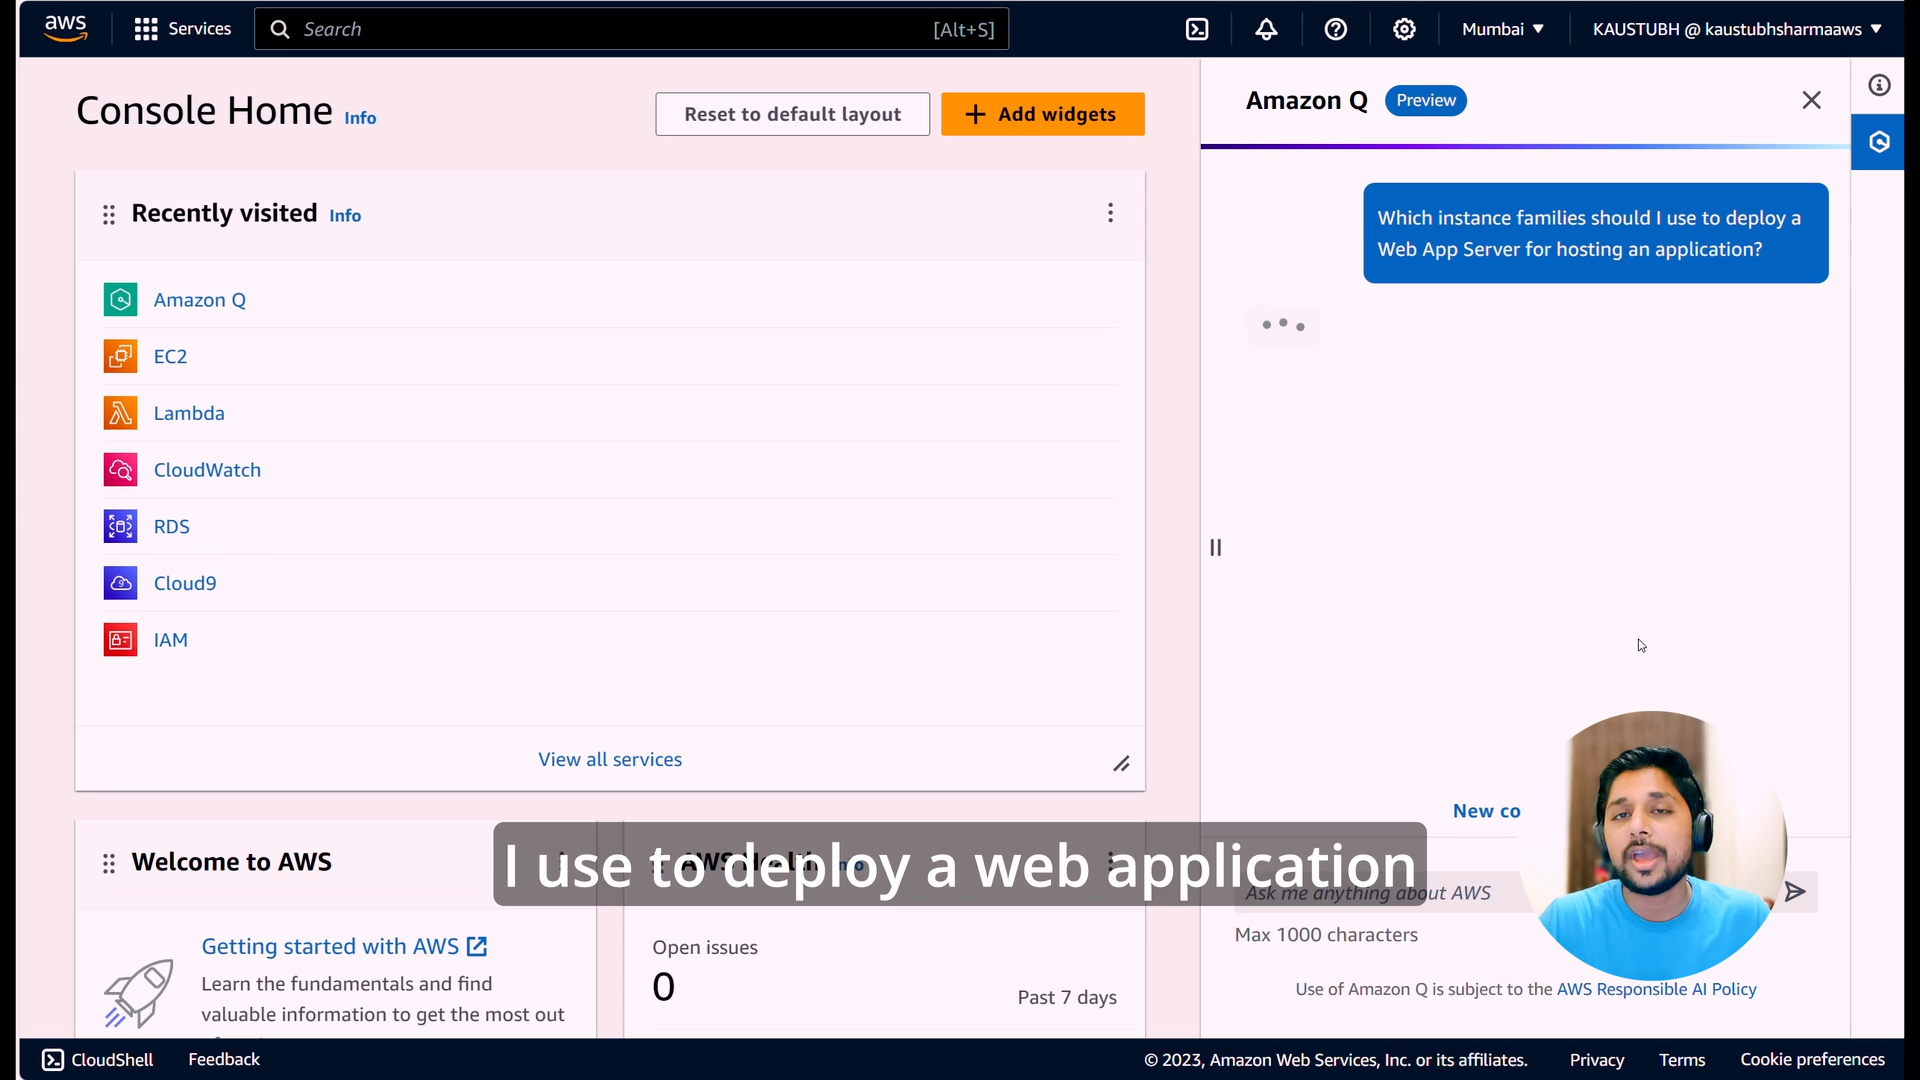 aws
Services
Search
[Alt+S]
Mumbai
KAUSTUBH @ kaustubhsharmaaws
Console Home Info
Reset to default layout
Add widgets
Recently visited Info
Amazon Q
EC2
Lambda
CloudWatch
RDS
Cloud9
IAM
View all services
Welcome to AWS
Getting started with AWS
Learn the fundamentals and find
valuable information to get the most out
AWS Health Info
Open issues
0
Past 7 days
Amazon Q Preview
Which instance families should I use to deploy a
Web App Server for hosting an application?
New co
Ask me anything about AWS
Max 1000 characters
Use of Amazon Q is subject to the AWS Responsible AI Policy
I use to deploy a web application
CloudShell
Feedback
© 2023, Amazon Web Services, Inc. or its affiliates.
Privacy
Terms
Cookie preferences